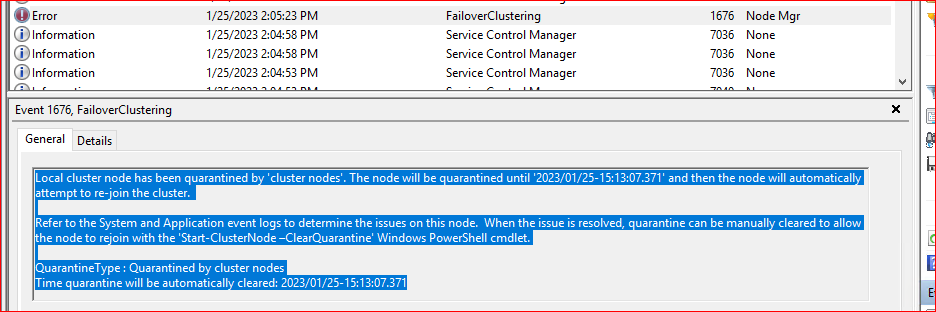 Error 1/25/2023 2:05:23 PM FailoverClustering 1676 Node Mgr
Information 1/25/2023 2:04:58 PM Service Control Manager 7036 None
Information 1/25/2023 2:04:58 PM Service Control Manager 7036 None
Information 1/25/2023 2:04:53 PM Service Control Manager 7036 None
Event 1676, FailoverClustering
General Details
Local cluster node has been quarantined by 'cluster nodes'. The node will be quarantined until '2023/01/25-15:13:07.371' and then the node will automatically
attempt to re-join the cluster.
Refer to the System and Application event logs to determine the issues on this node.  When the issue is resolved, quarantine can be manually cleared to allow
the node to rejoin with the 'Start-ClusterNode –ClearQuarantine' Windows PowerShell cmdlet.
QuarantineType : Quarantined by cluster nodes
Time quarantine will be automatically cleared: 2023/01/25-15:13:07.371